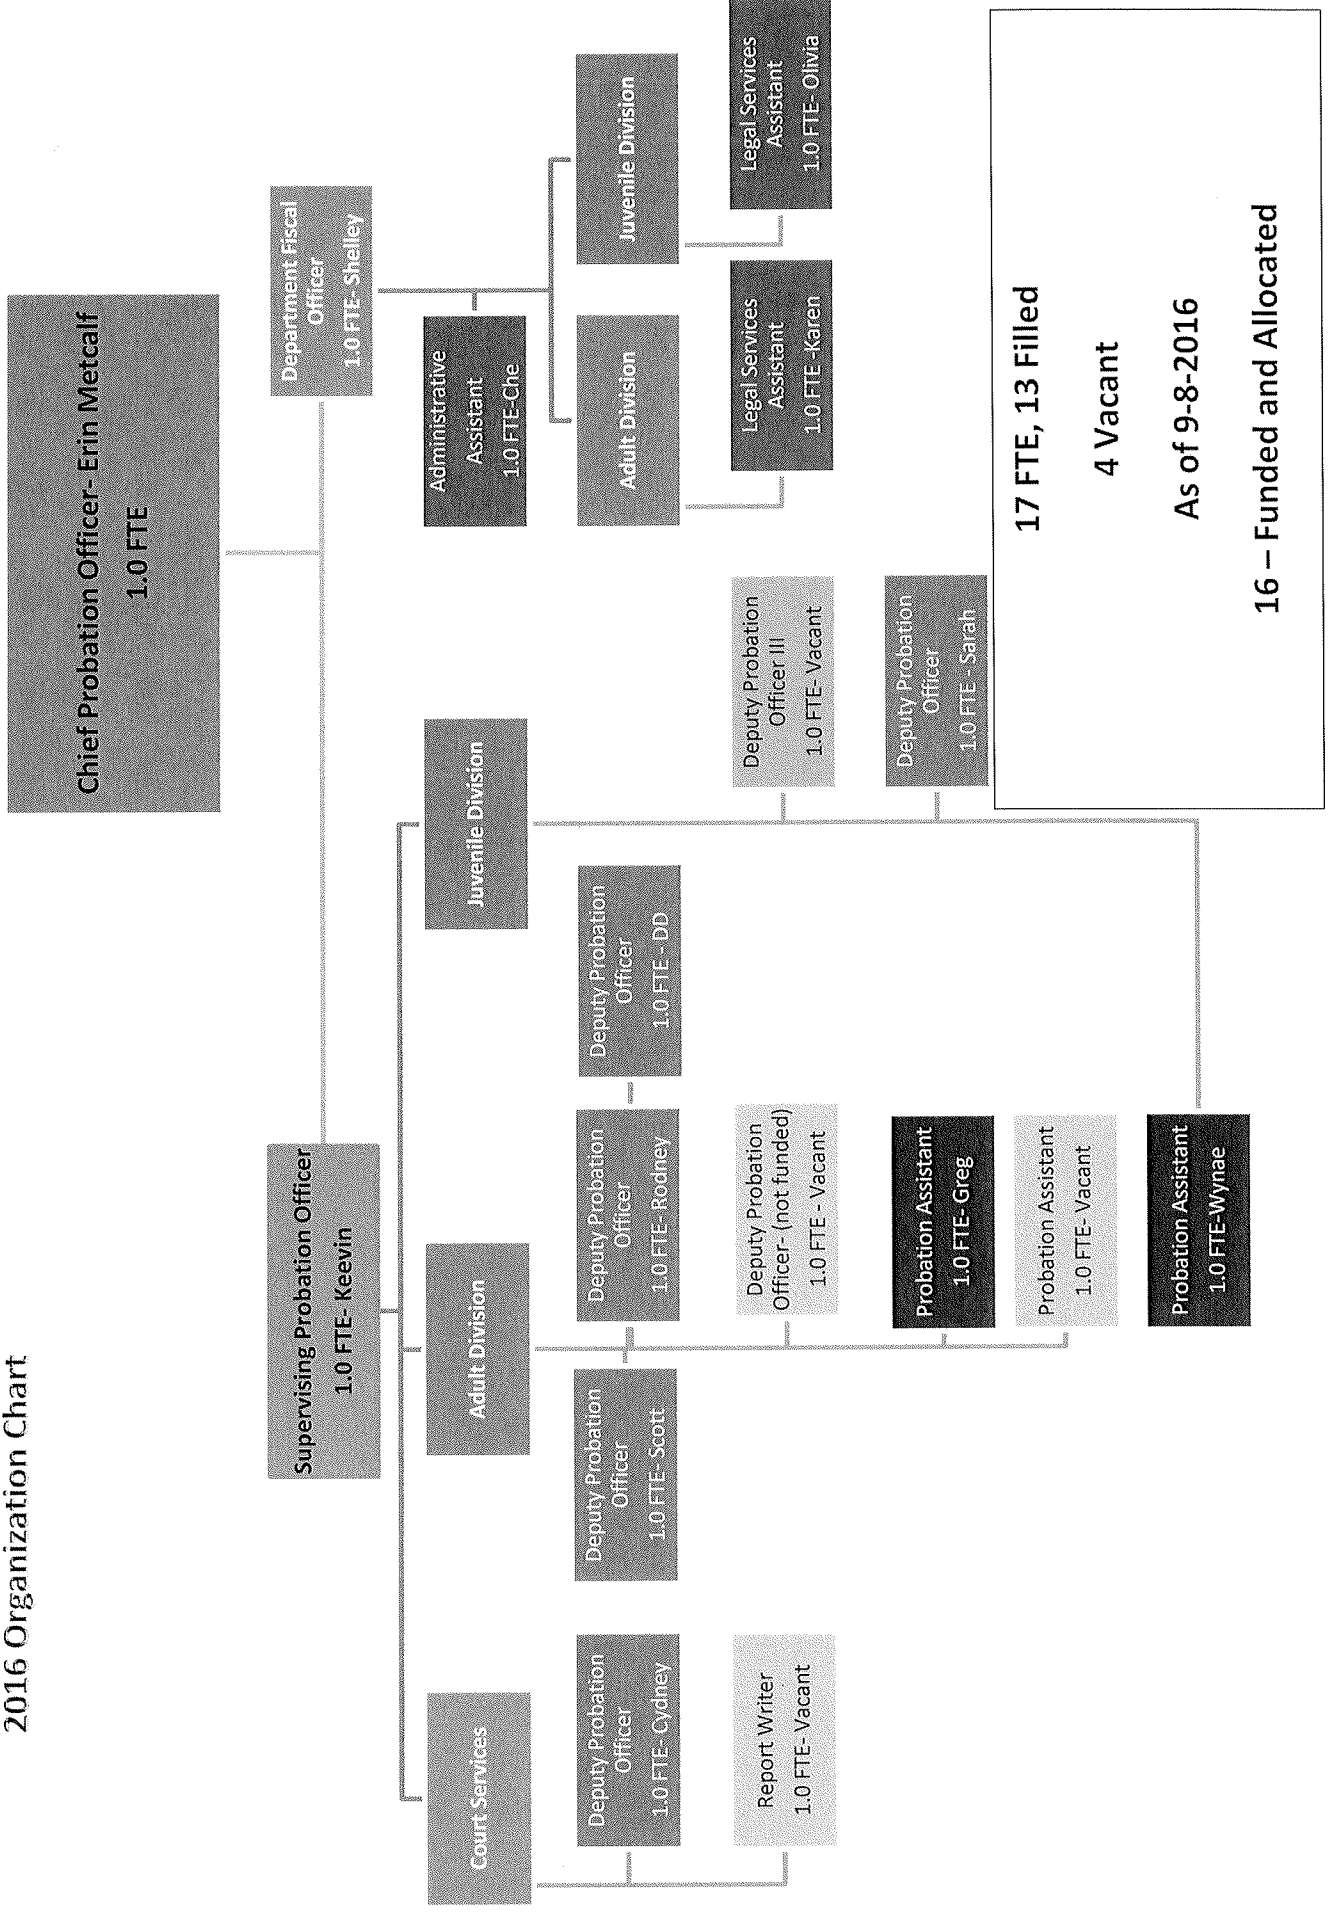 2016 Organization Chart
Chief Probation Officer- Erin Metcalf
1.0 FTE
Supervising Probation Officer
1.0 FTE- Keevin
Department Fiscal
Officer
1.0 FTE- Shelley
Court Services
Adult Division
Juvenile Division
Administrative
Assistant
1.0 FTE-Che
Deputy Probation
Officer
1.0 FTE- Cydney
Deputy Probation
Officer
1.0 FTE- Scott
Deputy Probation
Officer
1.0 FTE- Rodney
Deputy Probation
Officer
1.0 FTE - DD
Adult Division
Juvenile Division
Report Writer
1.0 FTE- Vacant
Deputy Probation
Officer- (not funded)
1.0 FTE - Vacant
Deputy Probation
Officer III
1.0 FTE- Vacant
Legal Services
Assistant
1.0 FTE -Karen
Legal Services
Assistant
1.0 FTE- Olivia
Probation Assistant
1.0 FTE- Greg
Deputy Probation
Officer
1.0 FTE - Sarah
Probation Assistant
1.0 FTE- Vacant
Probation Assistant
1.0 FTE-Wynae
17 FTE, 13 Filled
4 Vacant
As of 9-8-2016
16 – Funded and Allocated